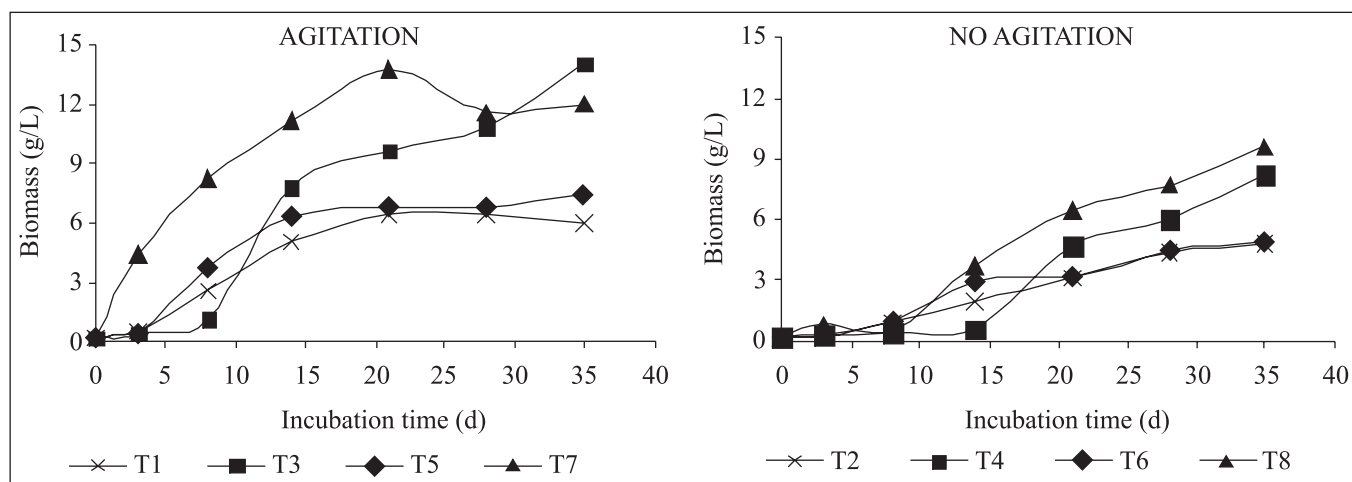 AGITATION
15
12
9
6
3
0
Biomass (g/L)
0 5 10 15 20 25 30 35 40
Incubation time (d)
T1 T3 T5 T7
NO AGITATION
15
12
9
6
3
0
Biomass (g/L)
0 5 10 15 20 25 30 35 40
Incubation time (d)
T2 T4 T6 T8